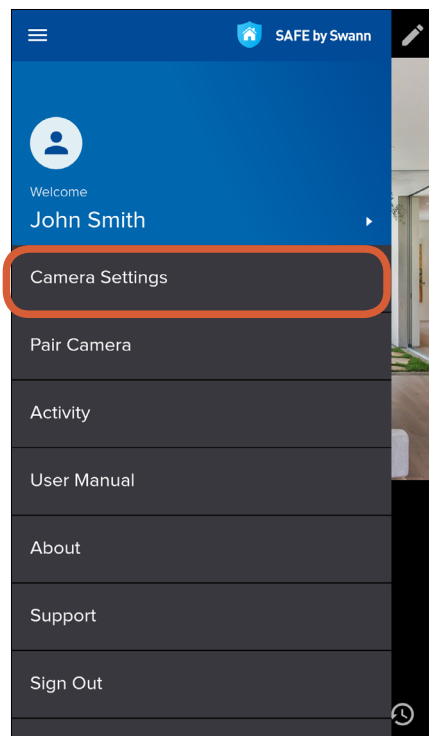 SAFE by Swann
Welcome
John Smith
Camera Settings
Pair Camera
Activity
User Manual
About
Support
Sign Out